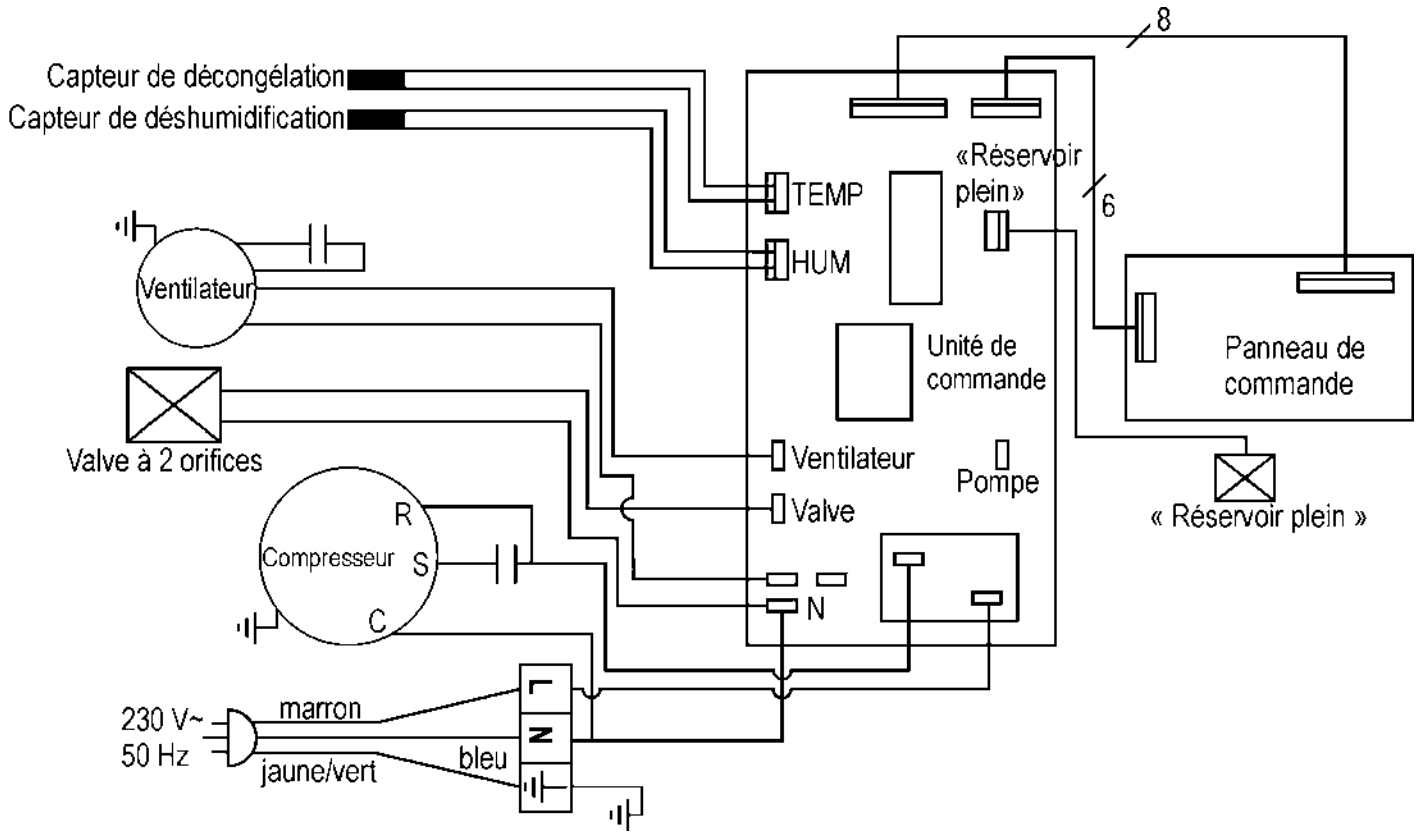 8
Capteur de décongélation
Capteur de déshumidification
«Réservoir
plein»
TEMP
6
HUM
Ventilateur
Unité de
commande
Panneau de
commande
Valve à 2 orifices
Ventilateur
Pompe
Valve
« Réservoir plein »
R
Compresseur
S
N
C
L
marron
230 V~
N
50 Hz
bleu
jaune/vert